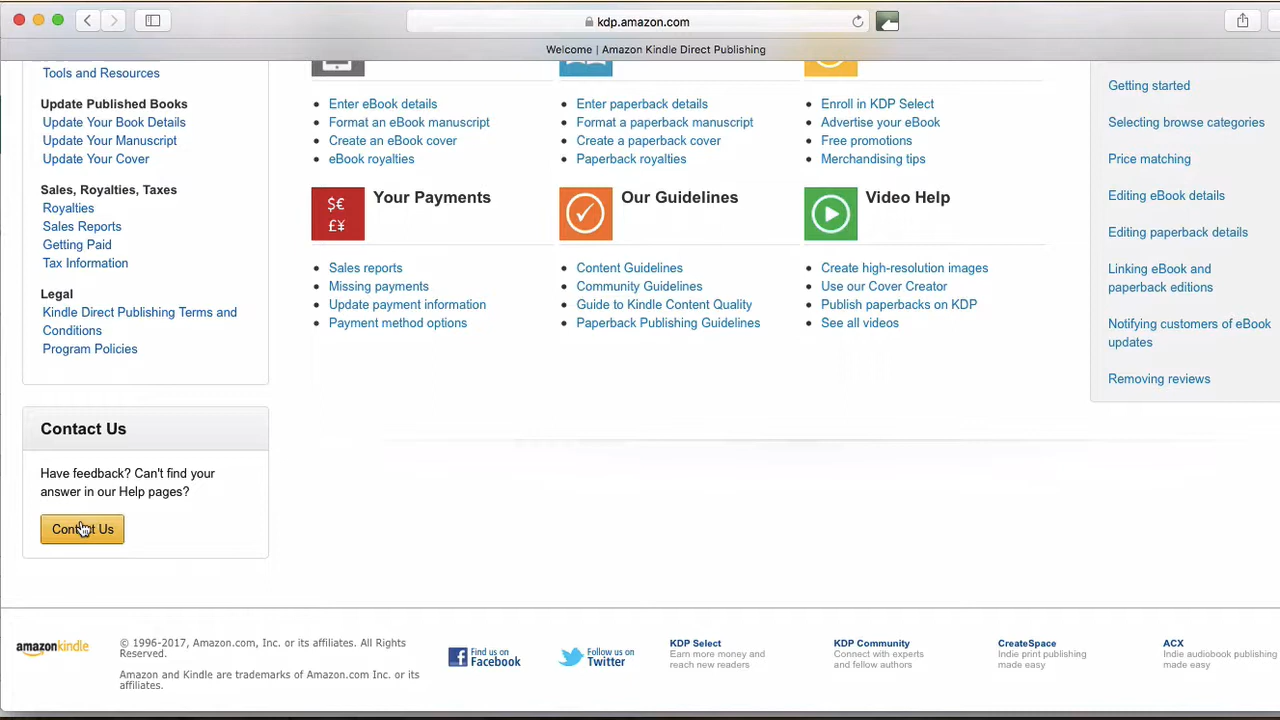 kdp.amazon.com
Welcome | Amazon Kindle Direct Publishing
Tools and Resources
Update Published Books
Update Your Book Details
Update Your Manuscript
Update Your Cover
Sales, Royalties, Taxes
Royalties
Sales Reports
Getting Paid
Tax Information
Legal
Kindle Direct Publishing Terms and
Conditions
Program Policies
Contact Us
Have feedback? Can't find your
answer in our Help pages?
Contact Us
Enter eBook details
Format an eBook manuscript
Create an eBook cover
eBook royalties
Enter paperback details
Format a paperback manuscript
Create a paperback cover
Paperback royalties
Enroll in KDP Select
Advertise your eBook
Free promotions
Merchandising tips
$€
£¥
Your Payments
Sales reports
Missing payments
Update payment information
Payment method options
Our Guidelines
Content Guidelines
Community Guidelines
Guide to Kindle Content Quality
Paperback Publishing Guidelines
Video Help
Create high-resolution images
Use our Cover Creator
Publish paperbacks on KDP
See all videos
Getting started
Selecting browse categories
Price matching
Editing eBook details
Editing paperback details
Linking eBook and
paperback editions
Notifying customers of eBook
updates
Removing reviews
amazonkindle
© 1996-2017, Amazon.com, Inc. or its affiliates. All Rights
Reserved.
Amazon and Kindle are trademarks of Amazon.com Inc. or its
affiliates.
Find us on
Facebook
Follow us on
Twitter
KDP Select
Earn more money and
reach new readers
KDP Community
Connect with experts
and fellow authors
CreateSpace
Indie print publishing
made easy
ACX
Indie audiobook publishing
made easy